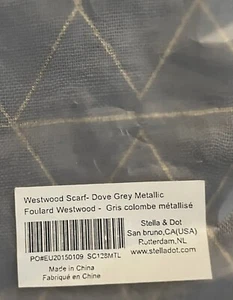 Westwood Scarf- Dove Grey Metallic
Foulard Westwood - Gris colombe métallisé
Stella & Dot
San bruno,CA(USA)
Rotterdam,NL
www.stelladot.com
PO#EU20150109 SC128MTL
Made in China
Fabriqué en China